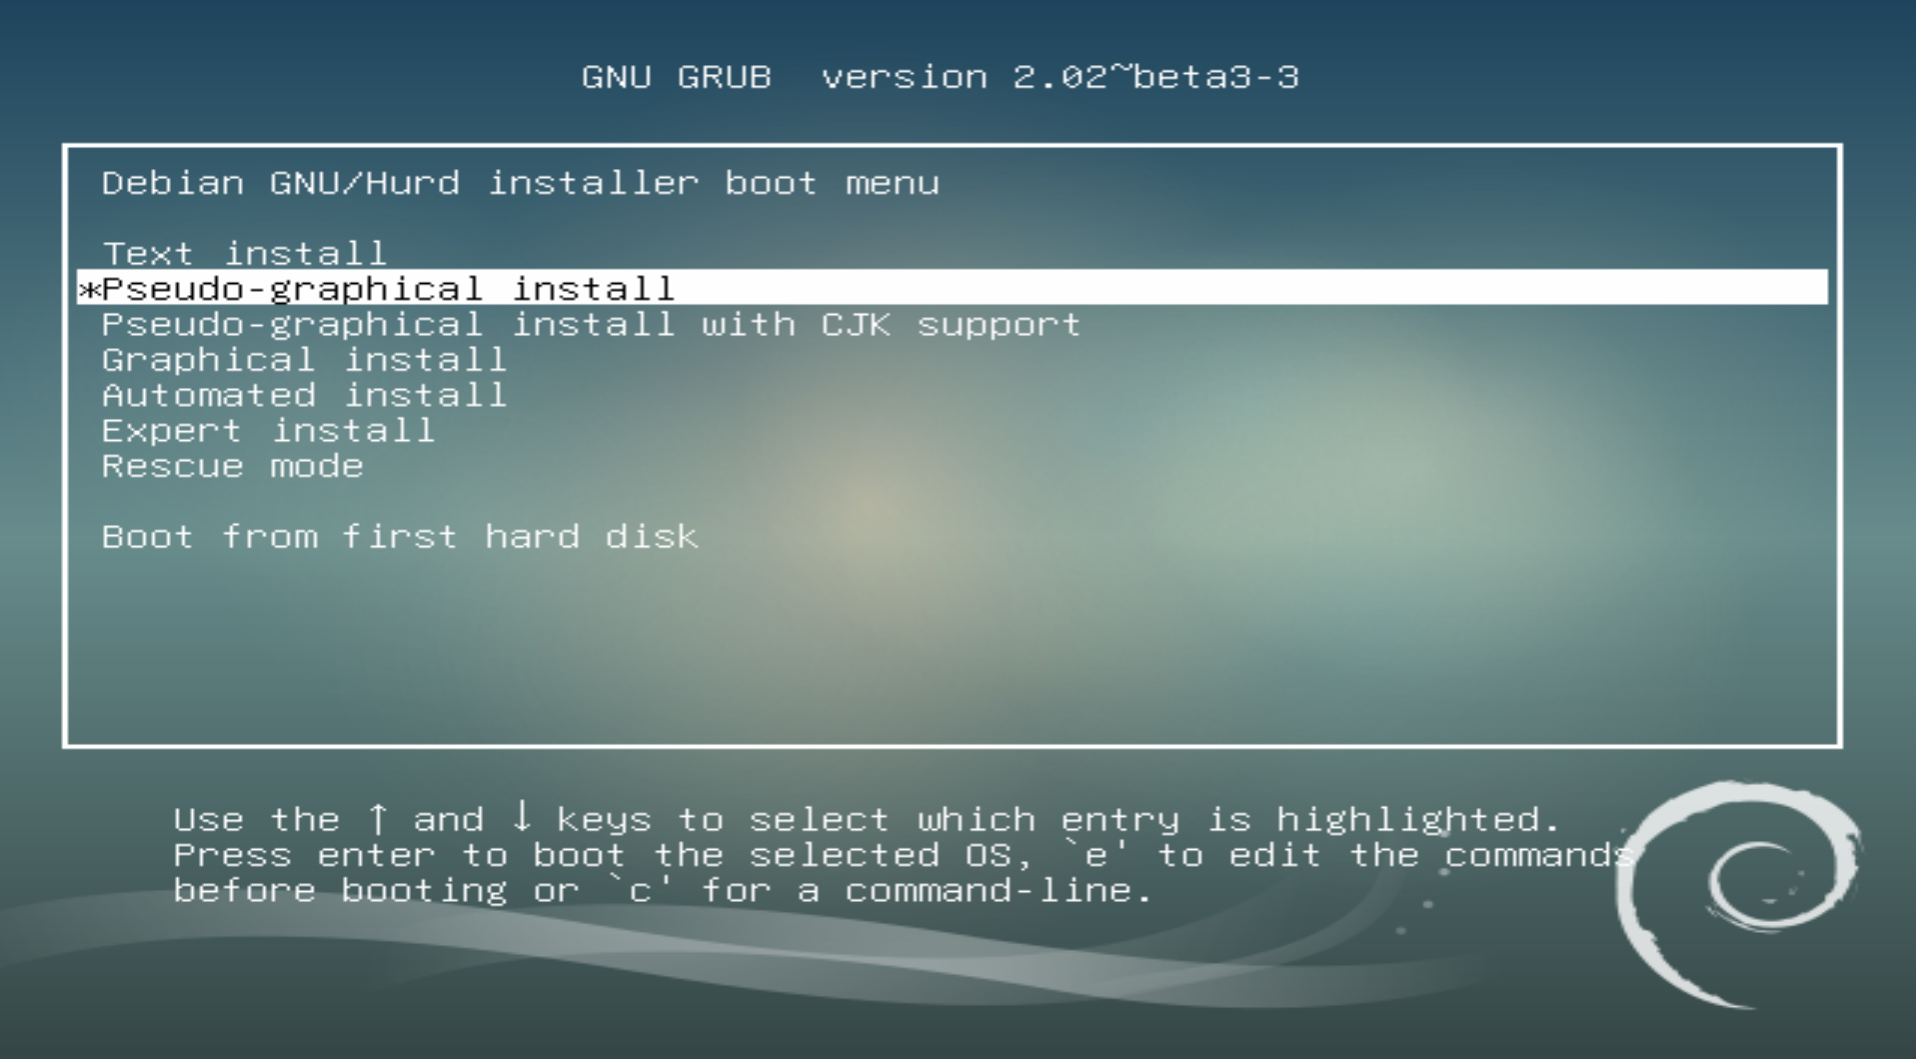 GNU GRUB  version 2.02~beta3-3
Debian GNU/Hurd installer boot menu
Text install
*Pseudo-graphical install
Pseudo-graphical install with CJK support
Graphical install
Automated install
Expert install
Rescue mode
Boot from first hard disk
Use the ↑ and ↓ keys to select which entry is highlighted.
Press enter to boot the selected OS, `e' to edit the commands
before booting or `c' for a command-line.